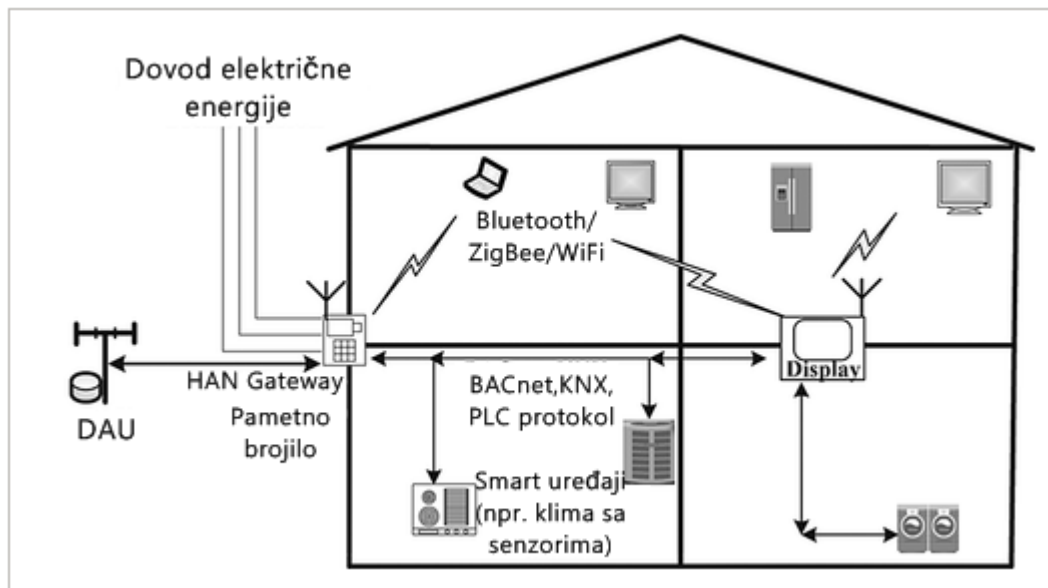 Dovod električne
energije
Bluetooth/
ZigBee/WiFi
HAN Gateway
Pametno
brojilo
DAU
BACnet,KNX,
PLC protokol
Display
Smart uređaji
(npr. klima sa
senzorima)